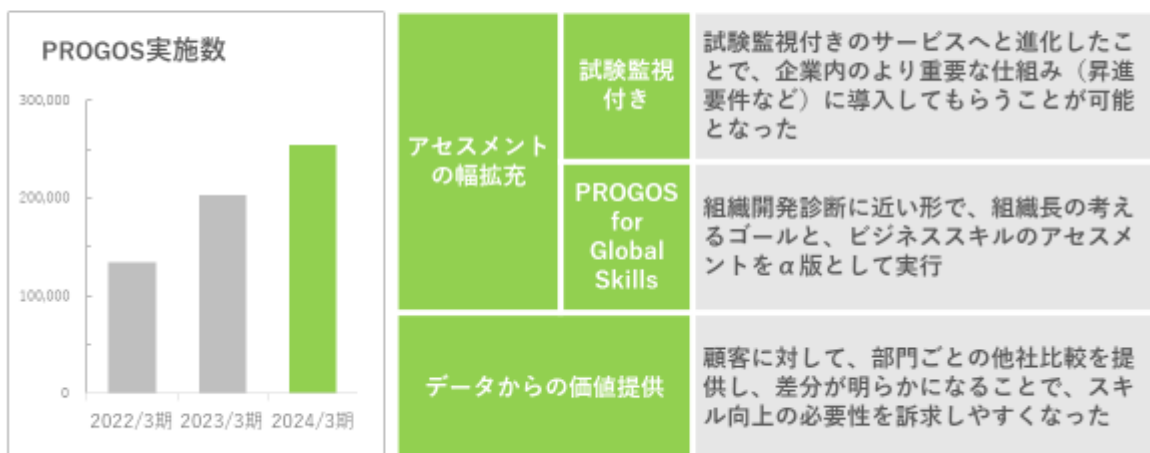 PROGOS実施数
300,000
200,000
100,000
0
2022/3期
2023/3期
2024/3期
アセスメント
の幅拡充
試験監視
付き
試験監視付きのサービスへと進化したこ
とで、企業内のより重要な仕組み（昇進
要件など）に導入してもらうことが可能
となった
PROGOS
for
Global
Skills
組織開発診断に近い形で、組織長の考え
るゴールと、ビジネススキルのアセスメ
ントをα版として実行
データからの価値提供
顧客に対して、部門ごとの他社比較を提
供し、差分が明らかになることで、スキ
ル向上の必要性を訴求しやすくなった